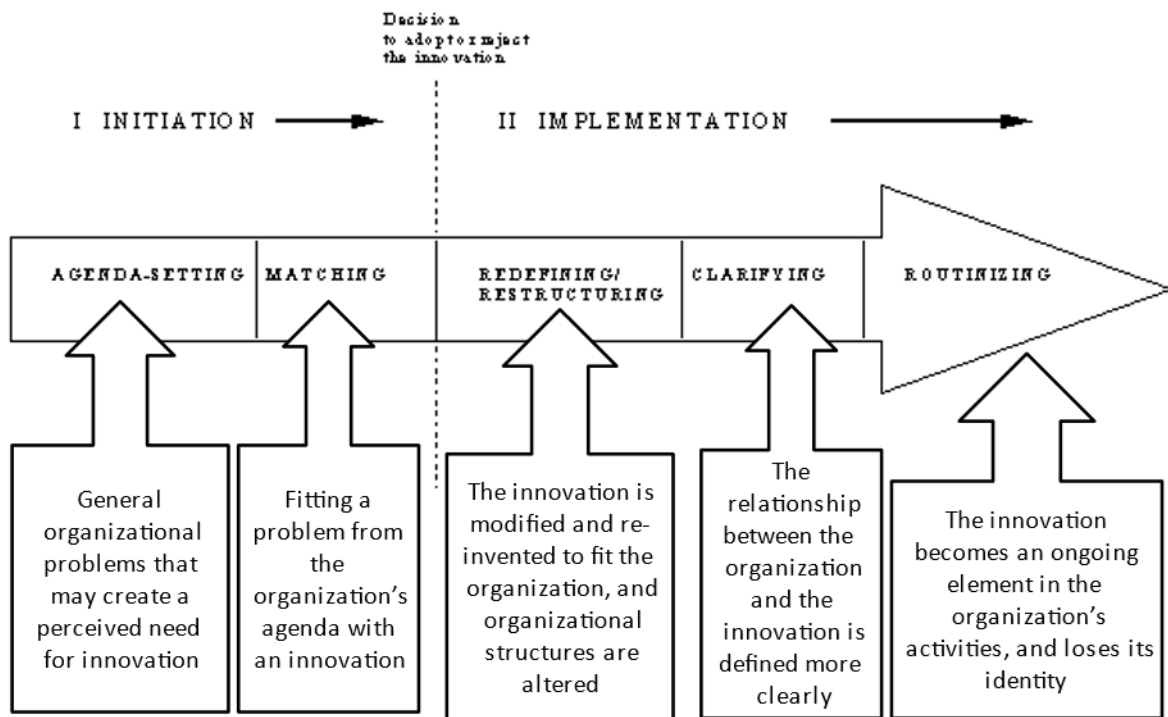 Decision
to adopt or reject
the innovation
I INITIATION
II IMPLEMENTATION
AGENDA-SETTING
MATCHING
REDEFINING/
RESTRUCTURING
CLARIFYING
ROUTINIZING
General
organizational
problems that
may create a
perceived need
for innovation
Fitting a
problem from
the
organization's
agenda with
an innovation
The innovation is
modified and re-
invented to fit the
organization, and
organizational
structures are
altered
The
relationship
between the
organization
and the
innovation is
defined more
clearly
The innovation
becomes an ongoing
element in the
organization's
activities, and loses its
identity